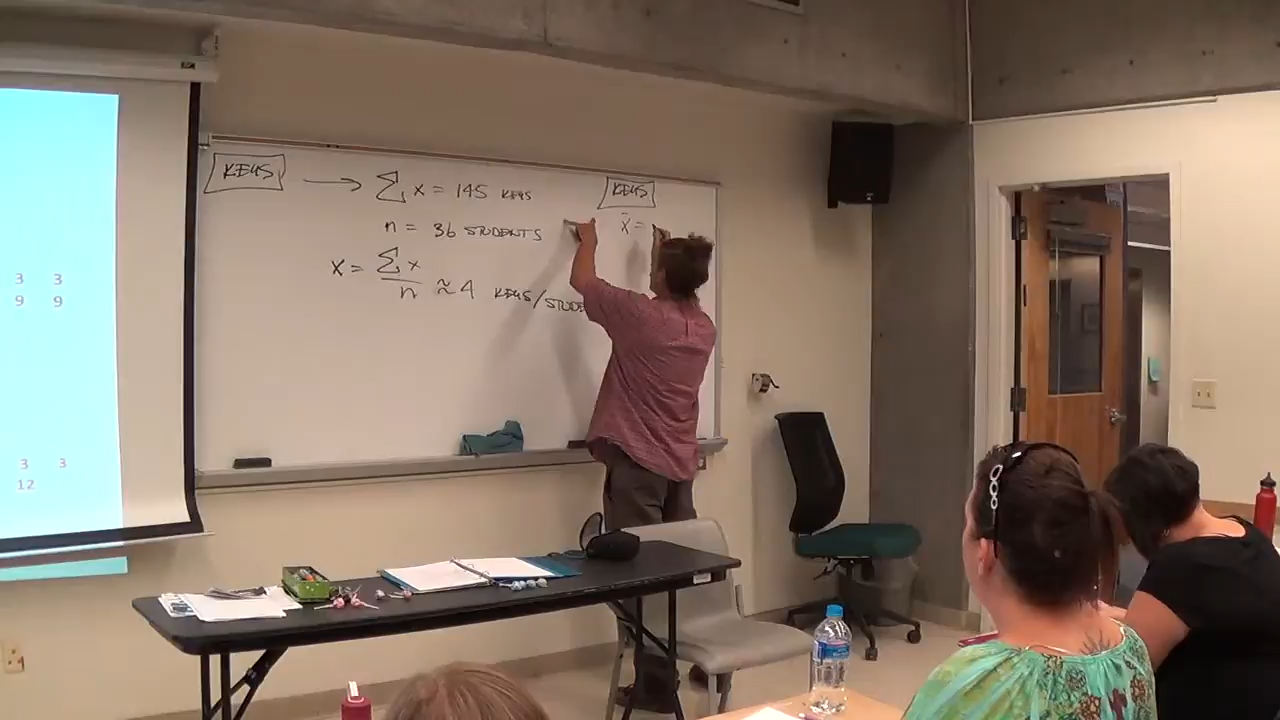 KEYS → ∑ x = 145 KEYS
n = 36 STUDENTS
x = ∑ x / n ≈ 4 KEYS/STUDE
KEYS
x̄ =
3 3
9 9
3 3
12